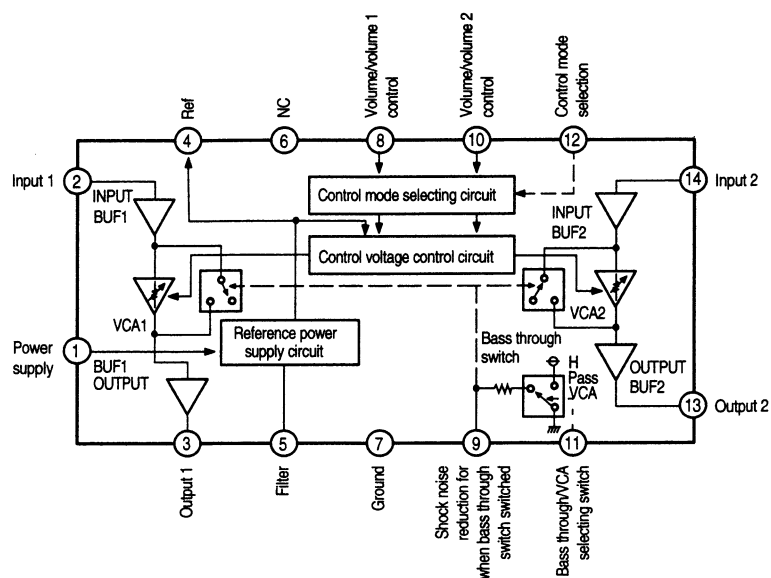 Volume/volume 1
control
Volume/volume 2
control
Control mode
selection
Ref
NC
4
6
8
10
12
Input 1
2
14
Input 2
INPUT
BUF1
Control mode selecting circuit
INPUT
BUF2
Control voltage control circuit
VCA1
VCA2
Reference power
supply circuit
Bass through
switch
Power
supply
1
BUF1
OUTPUT
H
Pass
VCA
OUTPUT
BUF2
13
Output 2
3
5
7
9
11
Output 1
Filter
Ground
Shock noise
reduction for
when bass through
switch switched
Bass through/VCA
selecting switch